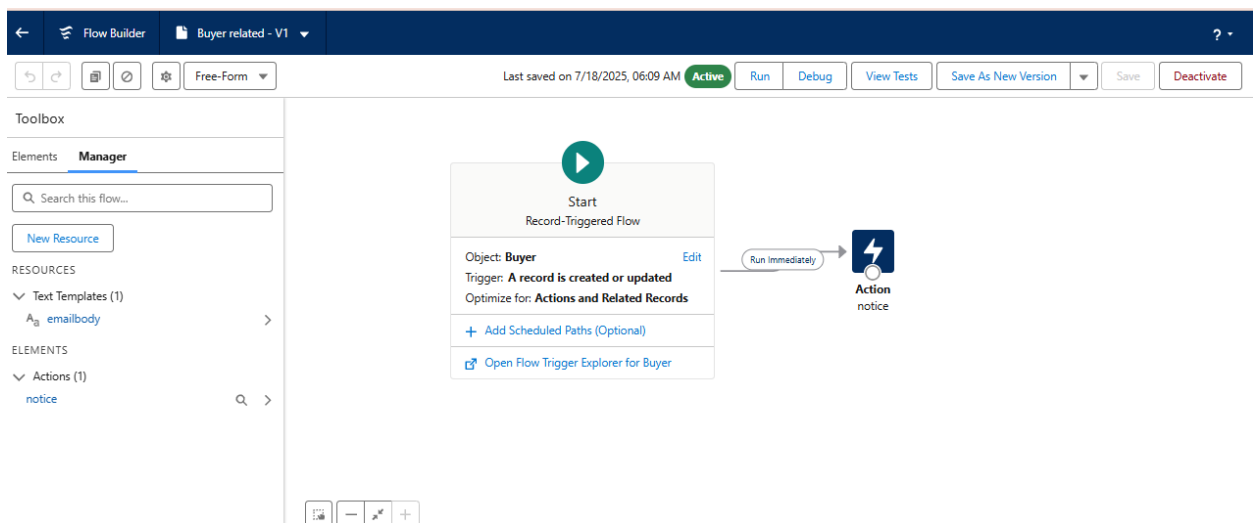 Flow Builder
Buyer related - V1
?
Free-Form
Last saved on 7/18/2025, 06:09 AM
Active
Run
Debug
View Tests
Save As New Version
Save
Deactivate
Toolbox
Elements
Manager
Search this flow...
New Resource
RESOURCES
Text Templates (1)
Aa emailbody
ELEMENTS
Actions (1)
notice
Start
Record-Triggered Flow
Object: Buyer
Edit
Trigger: A record is created or updated
Optimize for: Actions and Related Records
+ Add Scheduled Paths (Optional)
Open Flow Trigger Explorer for Buyer
Run Immediately
Action
notice